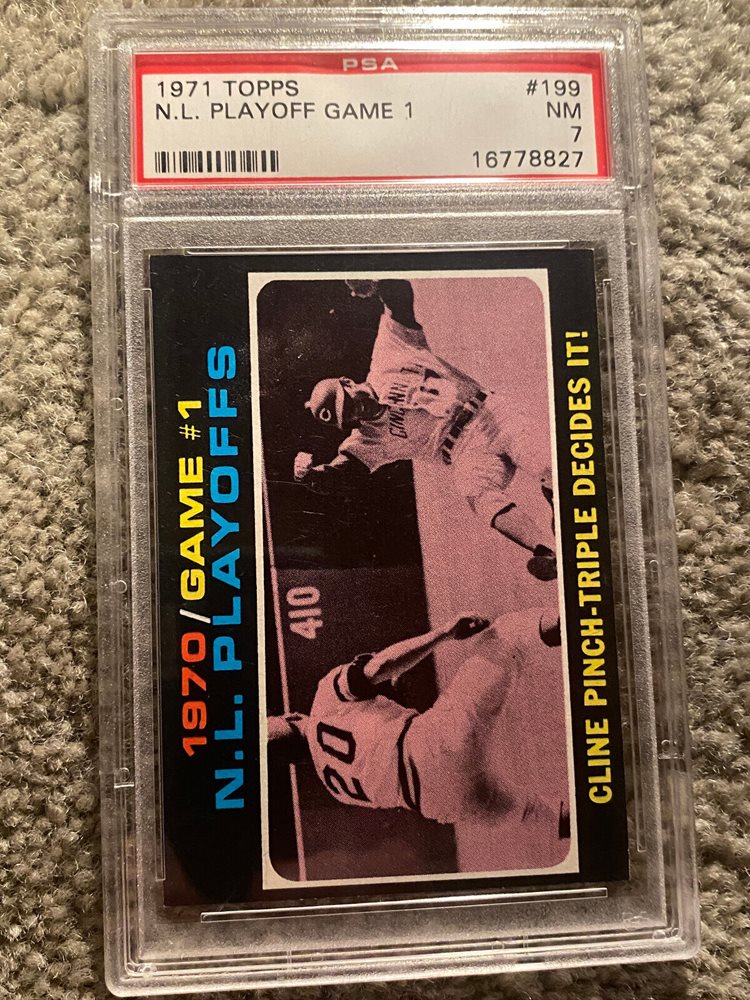 PSA
1971 TOPPS #199
N.L. PLAYOFF GAME 1 NM
7
16778827
1970/GAME #1
N.L. PLAYOFFS
CINCINNATI
410
20
CLINE PINCH-TRIPLE DECIDES IT!